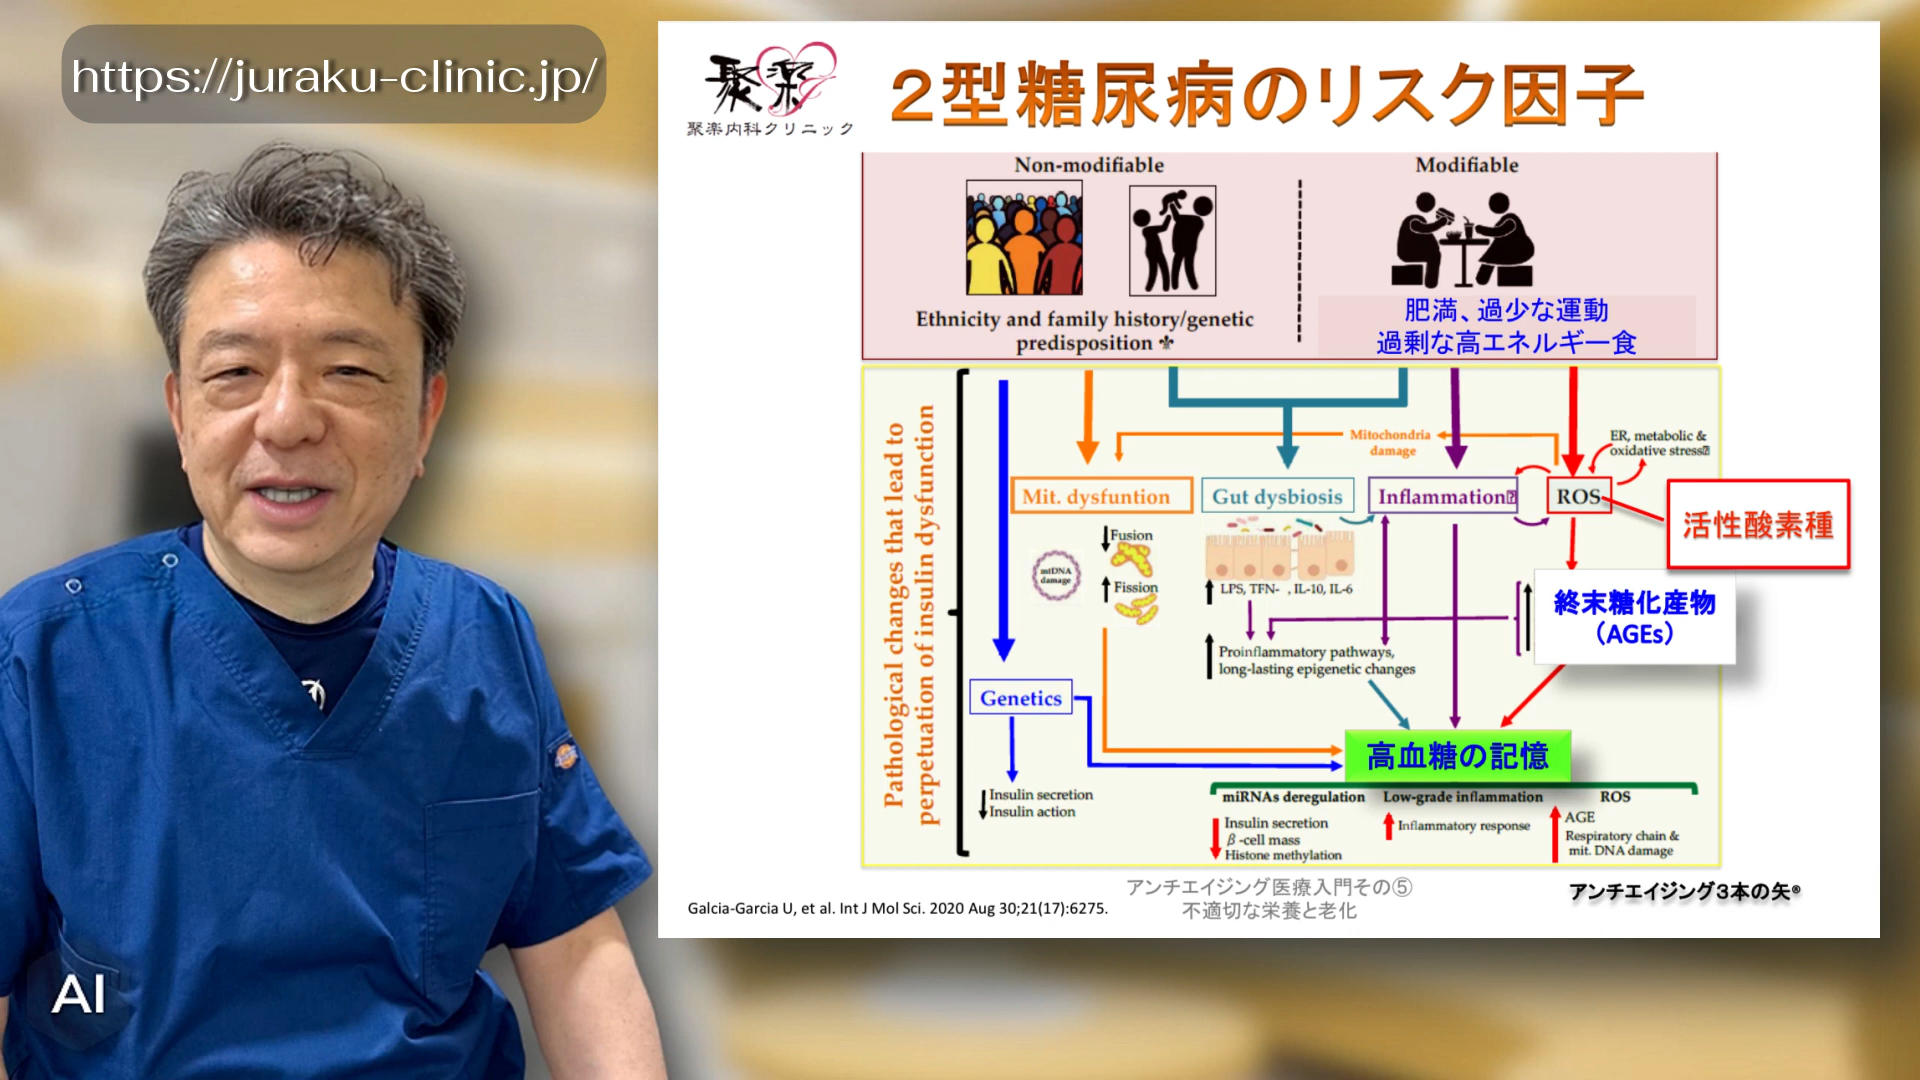 https://juraku-clinic.jp/
聚楽
聚楽内科クリニック
２型糖尿病のリスク因子
Non-modifiable
Modifiable
Ethnicity and family history/genetic
predisposition
肥満、過少な運動
過剰な高エネルギー食
Pathological changes that lead to
perpetuation of insulin dysfunction
Mitochondria
damage
ER, metabolic &
oxidative stress
Mit. dysfuntion
Gut dysbiosis
Inflammation
ROS
活性酸素種
mtDNA
damage
Fusion
Fission
LPS, TFN- , IL-10, IL-6
終末糖化産物
（AGEs）
Proinflammatory pathways,
long-lasting epigenetic changes
Genetics
高血糖の記憶
Insulin secretion
Insulin action
miRNAs deregulation
Insulin secretion
β-cell mass
Histone methylation
Low-grade inflammation
Inflammatory response
ROS
AGE
Respiratory chain &
mit. DNA damage
Galcia-Garcia U, et al. Int J Mol Sci. 2020 Aug 30;21(17):6275.
アンチエイジング医療入門その⑤
不適切な栄養と老化
アンチエイジング３本の矢®
AI